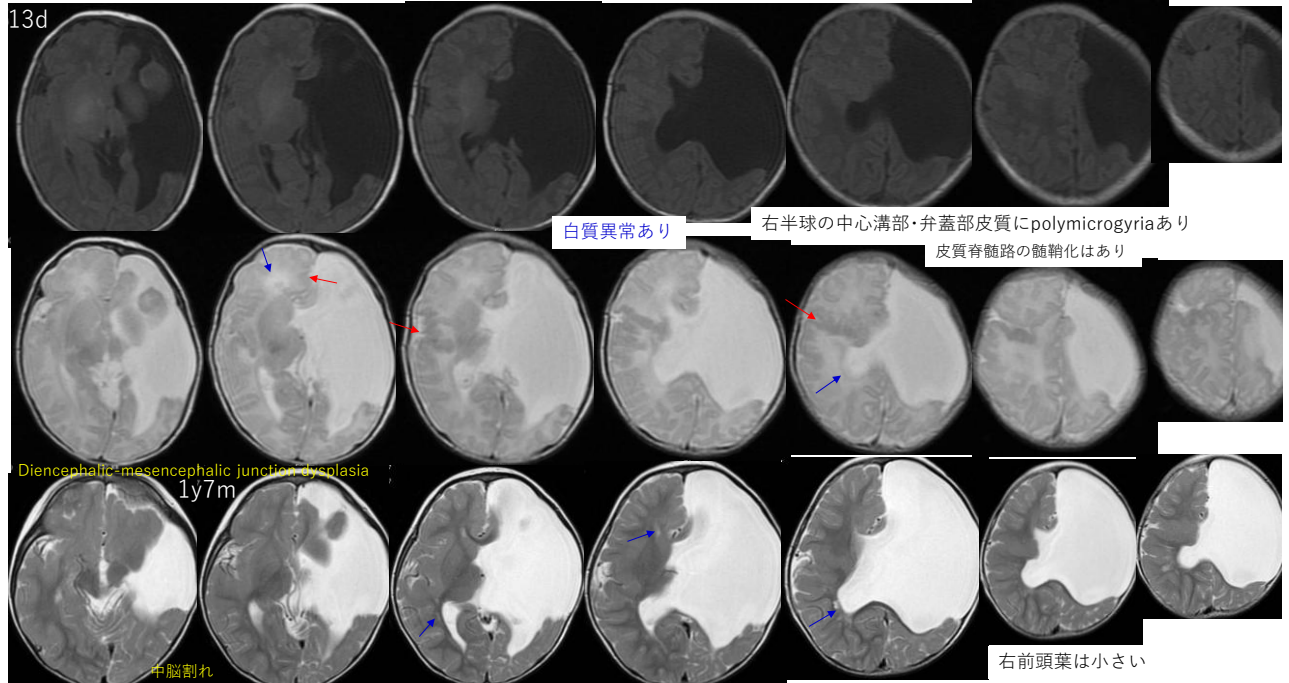 13d
白質異常あり
右半球の中心溝部・弁蓋部皮質にpolymicrogyriaあり
皮質脊髄路の髄鞘化はあり
Diencephalic-mesencephalic junction dysplasia
1y7m
中脳割れ
右前頭葉は小さい